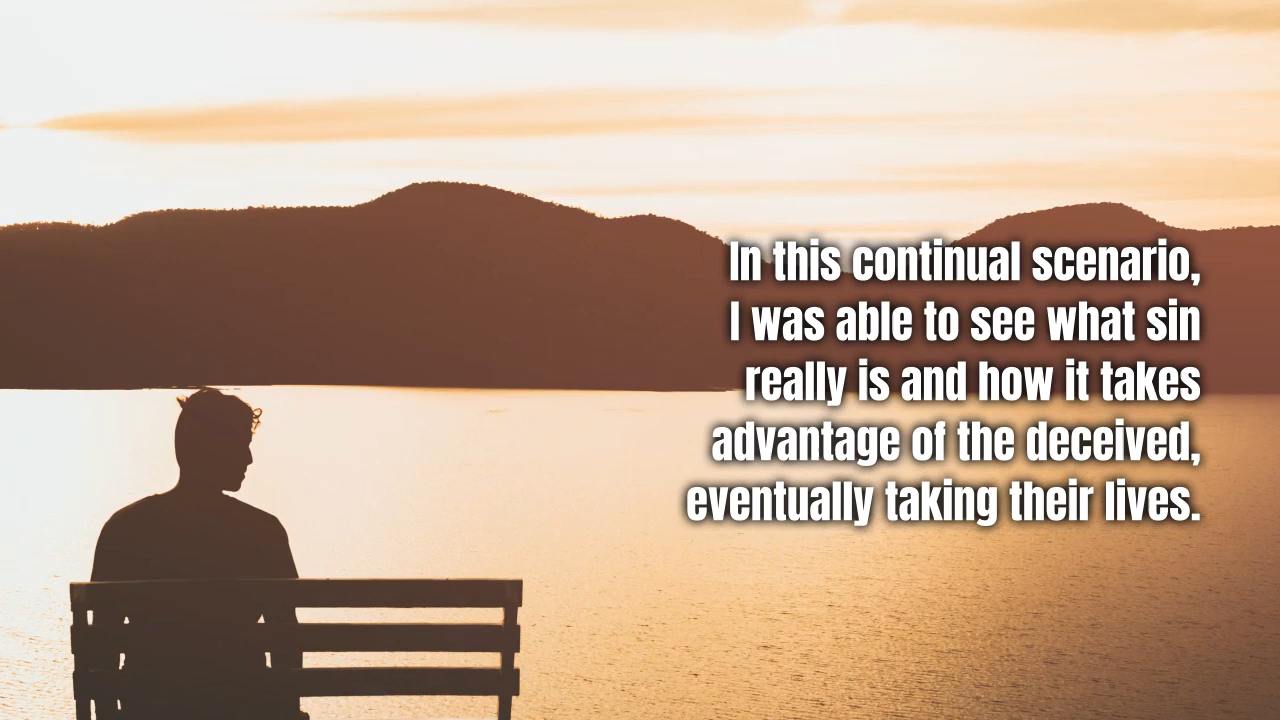 In this continual scenario,
I was able to see what sin
really is and how it takes
advantage of the deceived,
eventually taking their lives.